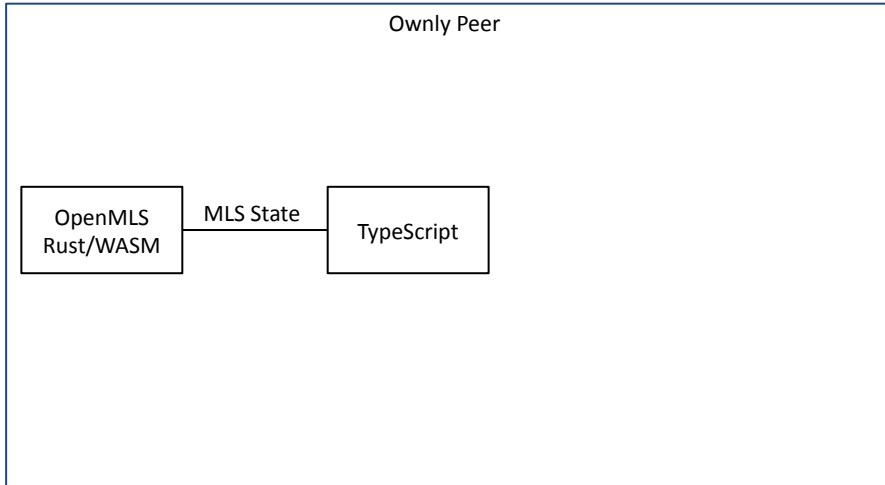 Ownly Peer
OpenMLS
Rust/WASM
MLS State
TypeScript